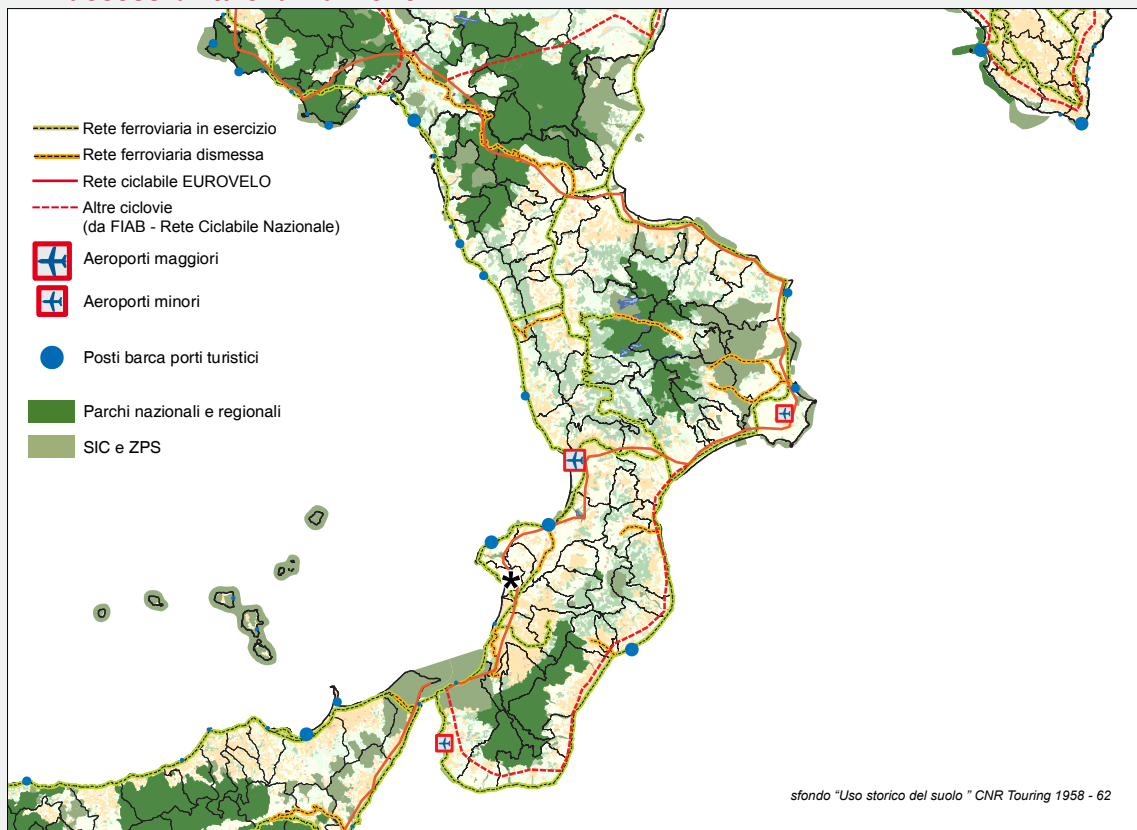 Rete ferroviaria in esercizio
Rete ferroviaria dismessa
Rete ciclabile EUROVELO
Altre ciclovie
(da FIAB - Rete Ciclabile Nazionale)
Aeroporti maggiori
Aeroporti minori
Posti barca porti turistici
Parchi nazionali e regionali
SIC e ZPS
*
sfondo “Uso storico del suolo ” CNR Touring 1958 - 62